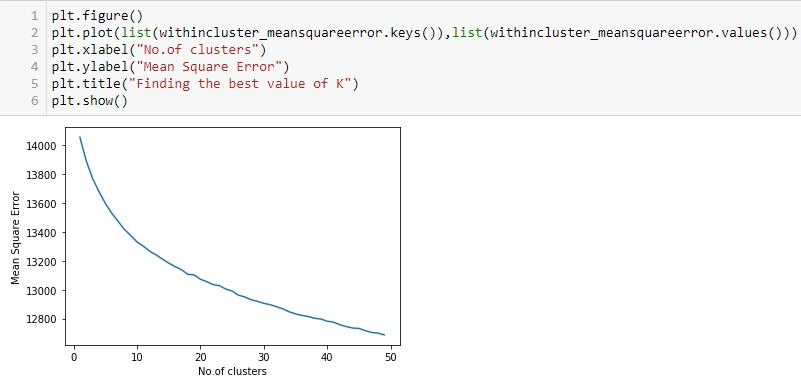 1 plt.figure()
2 plt.plot(list(withincluster_meansquareerror.keys()),list(withincluster_meansquareerror.values()))
3 plt.xlabel("No.of clusters")
4 plt.ylabel("Mean Square Error")
5 plt.title("Finding the best value of K")
6 plt.show()
14000
13800
13600
13400
13200
13000
12800
Mean Square Error
0 10 20 30 40 50
No.of clusters